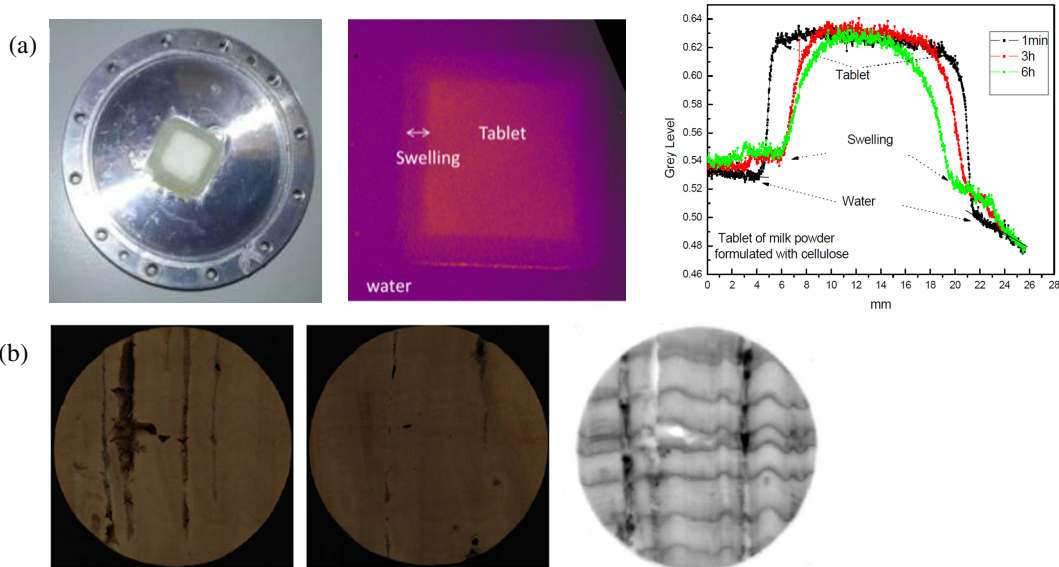 (a)
Tablet
Swelling
water
0.64
0.62
0.60
0.58
0.56
0.54
0.52
0.50
0.48
0.46
Grey Level
1min
3h
6h
Tablet
Swelling
Water
Tablet of milk powder
formulated with cellulose
0 2 4 6 8 10 12 14 16 18 20 22 24 26 28
mm
(b)